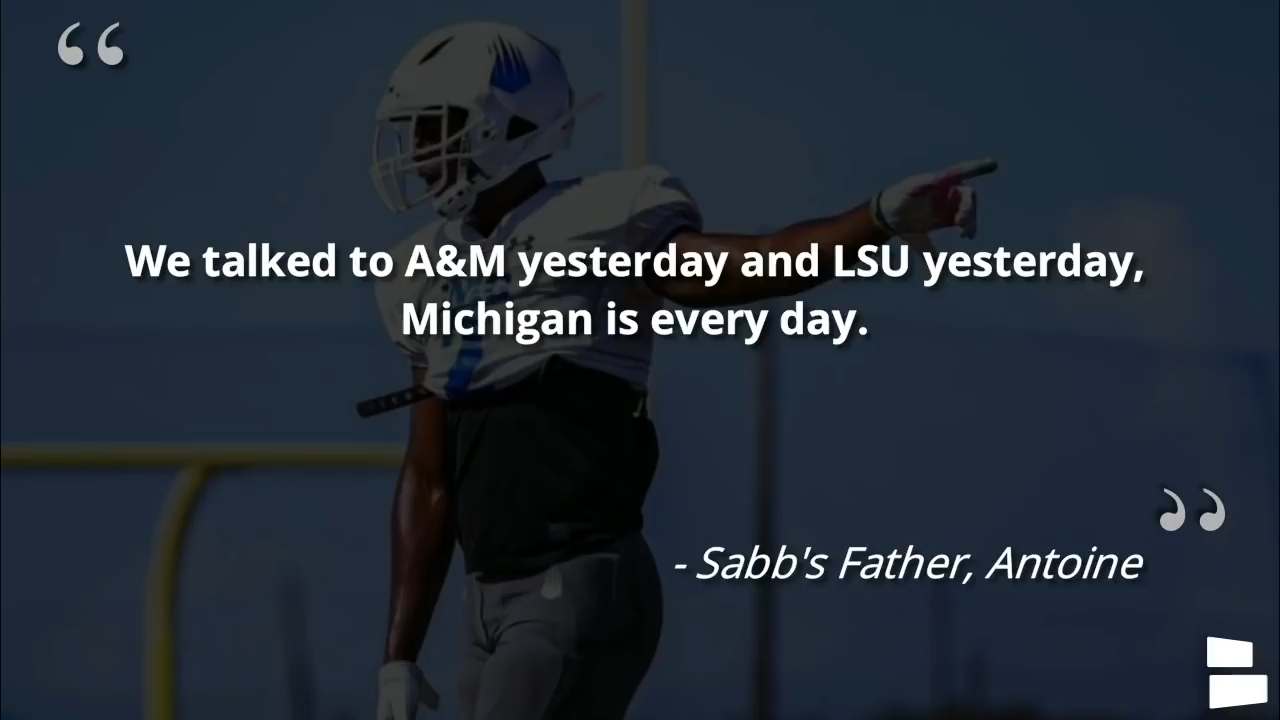 “
We talked to A&M yesterday and LSU yesterday,
Michigan is every day.
”
- Sabb's Father, Antoine